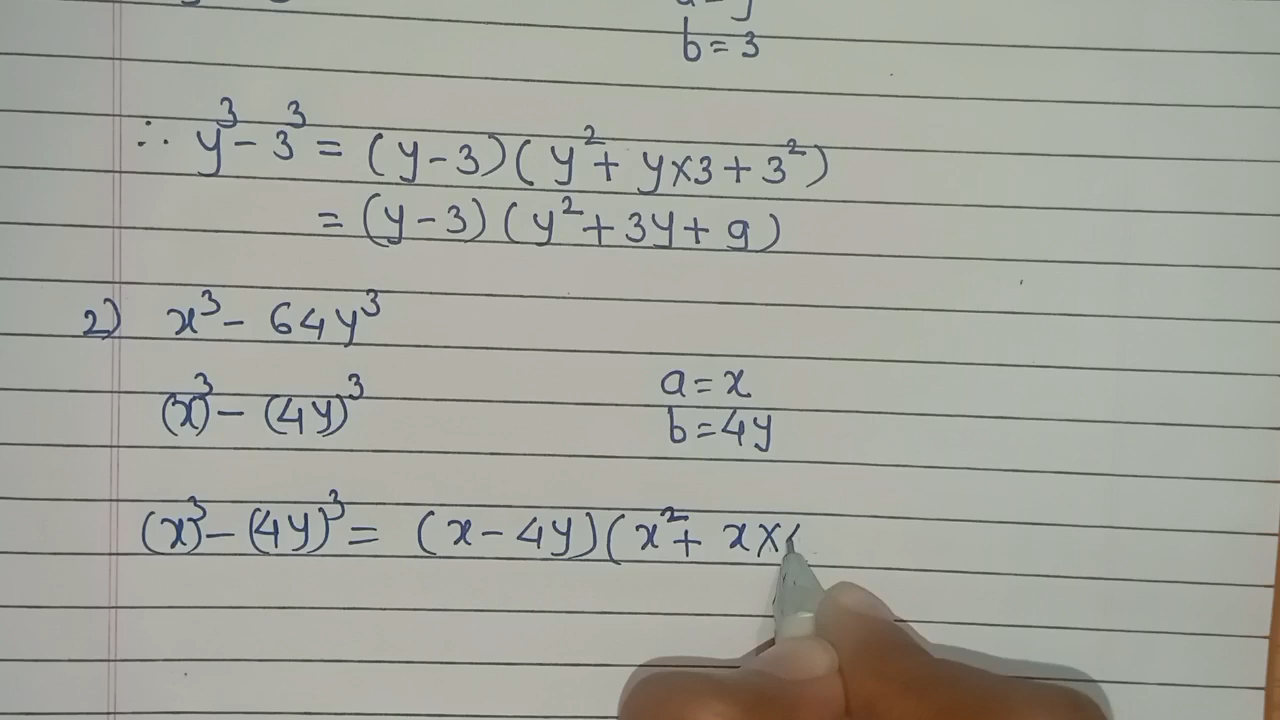 b = 3
∴ y³ - 3³ = (y - 3) ( y² + y×3 + 3² )
= (y - 3) ( y² + 3y + 9 )
2) x³ - 64y³
(x)³ - (4y)³
a = x
b = 4y
(x)³ - (4y)³ = (x - 4y) ( x² + x ×